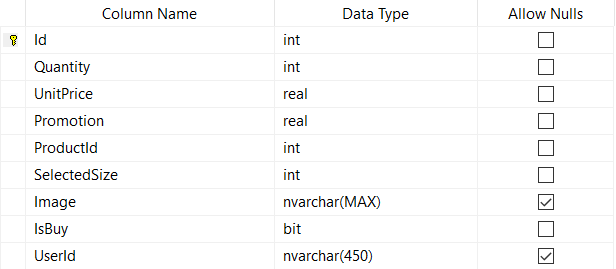 Column Name Data Type Allow Nulls
Id int
Quantity int
UnitPrice real
Promotion real
ProductId int
SelectedSize int
Image nvarchar(MAX)
IsBuy bit
UserId nvarchar(450)